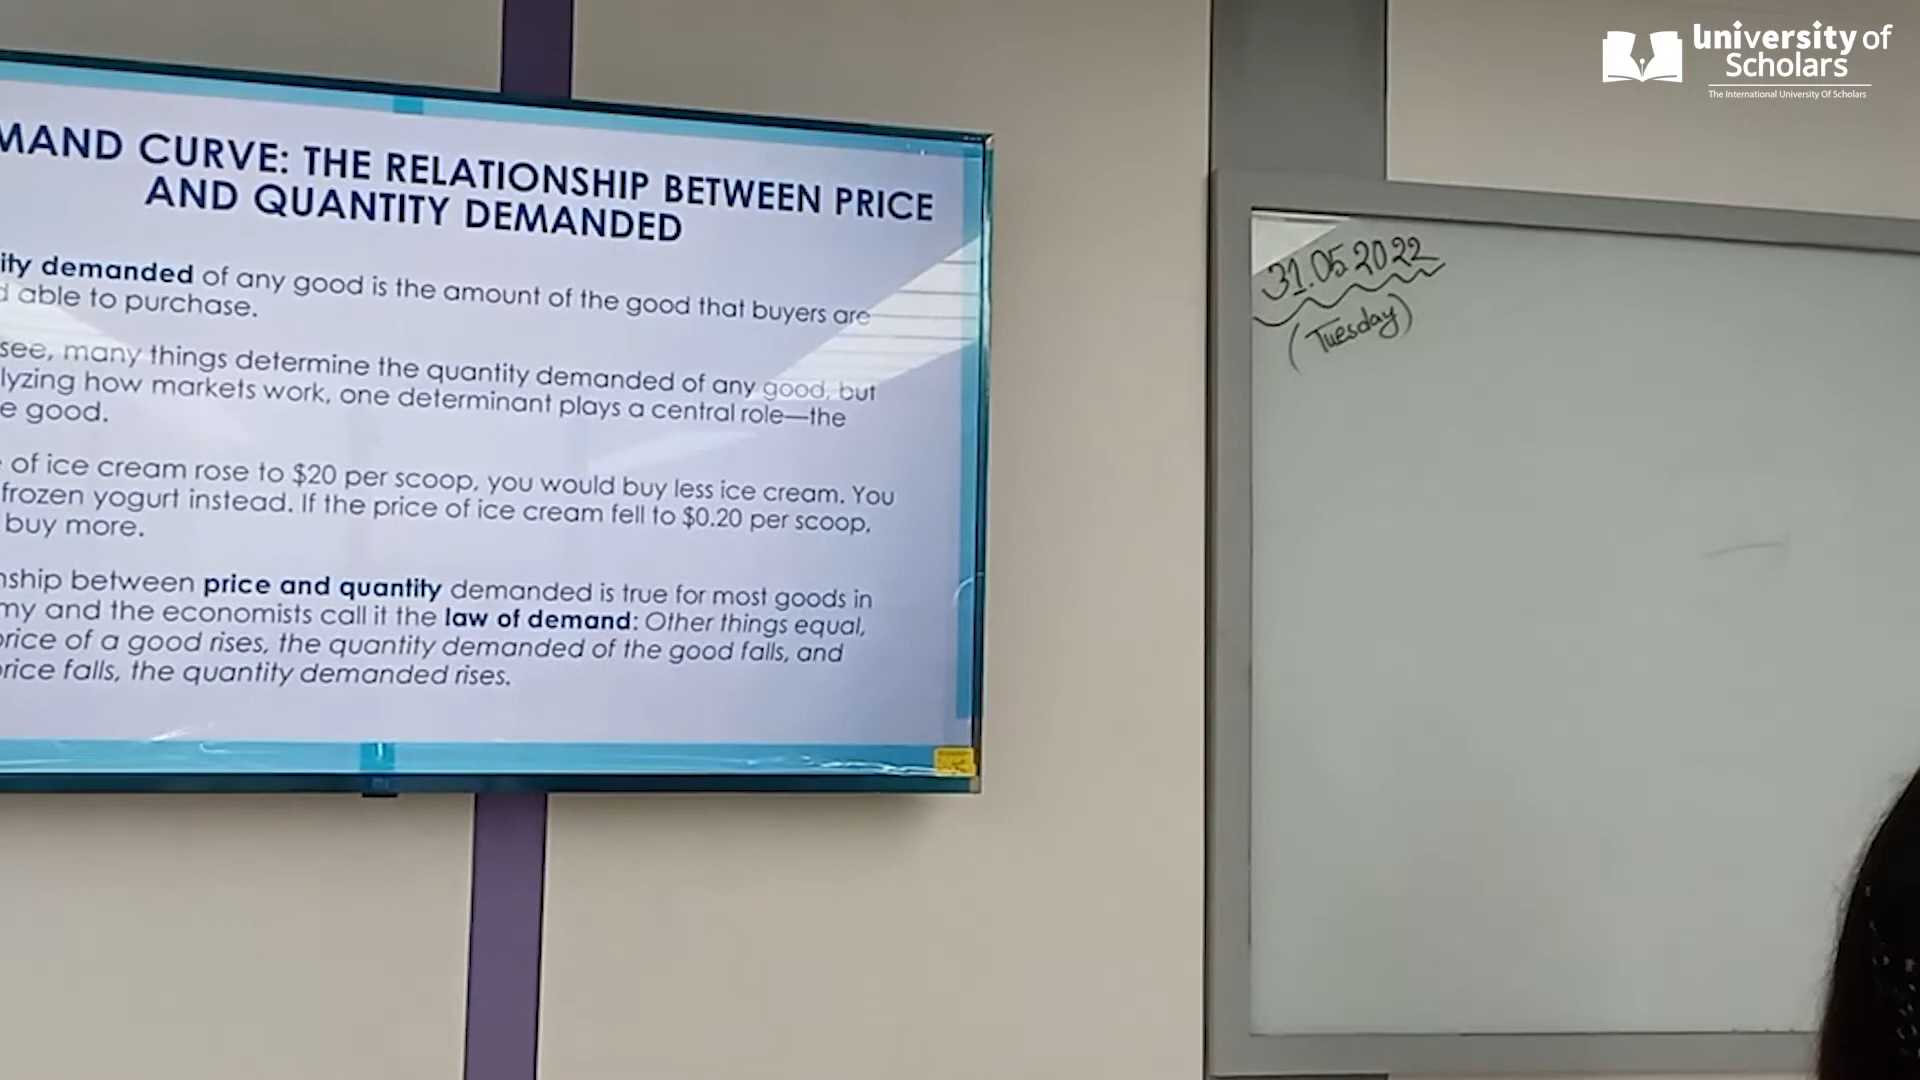 MAND CURVE: THE RELATIONSHIP BETWEEN PRICE
AND QUANTITY DEMANDED
ity demanded of any good is the amount of the good that buyers are
d able to purchase.
see, many things determine the quantity demanded of any good, but
lyzing how markets work, one determinant plays a central role—the
e good.
of ice cream rose to $20 per scoop, you would buy less ice cream. You
frozen yogurt instead. If the price of ice cream fell to $0.20 per scoop,
buy more.
nship between price and quantity demanded is true for most goods in
my and the economists call it the law of demand: Other things equal,
price of a good rises, the quantity demanded of the good falls, and
price falls, the quantity demanded rises.
31.05.2022
(Tuesday)
university of
Scholars
The International University Of Scholars